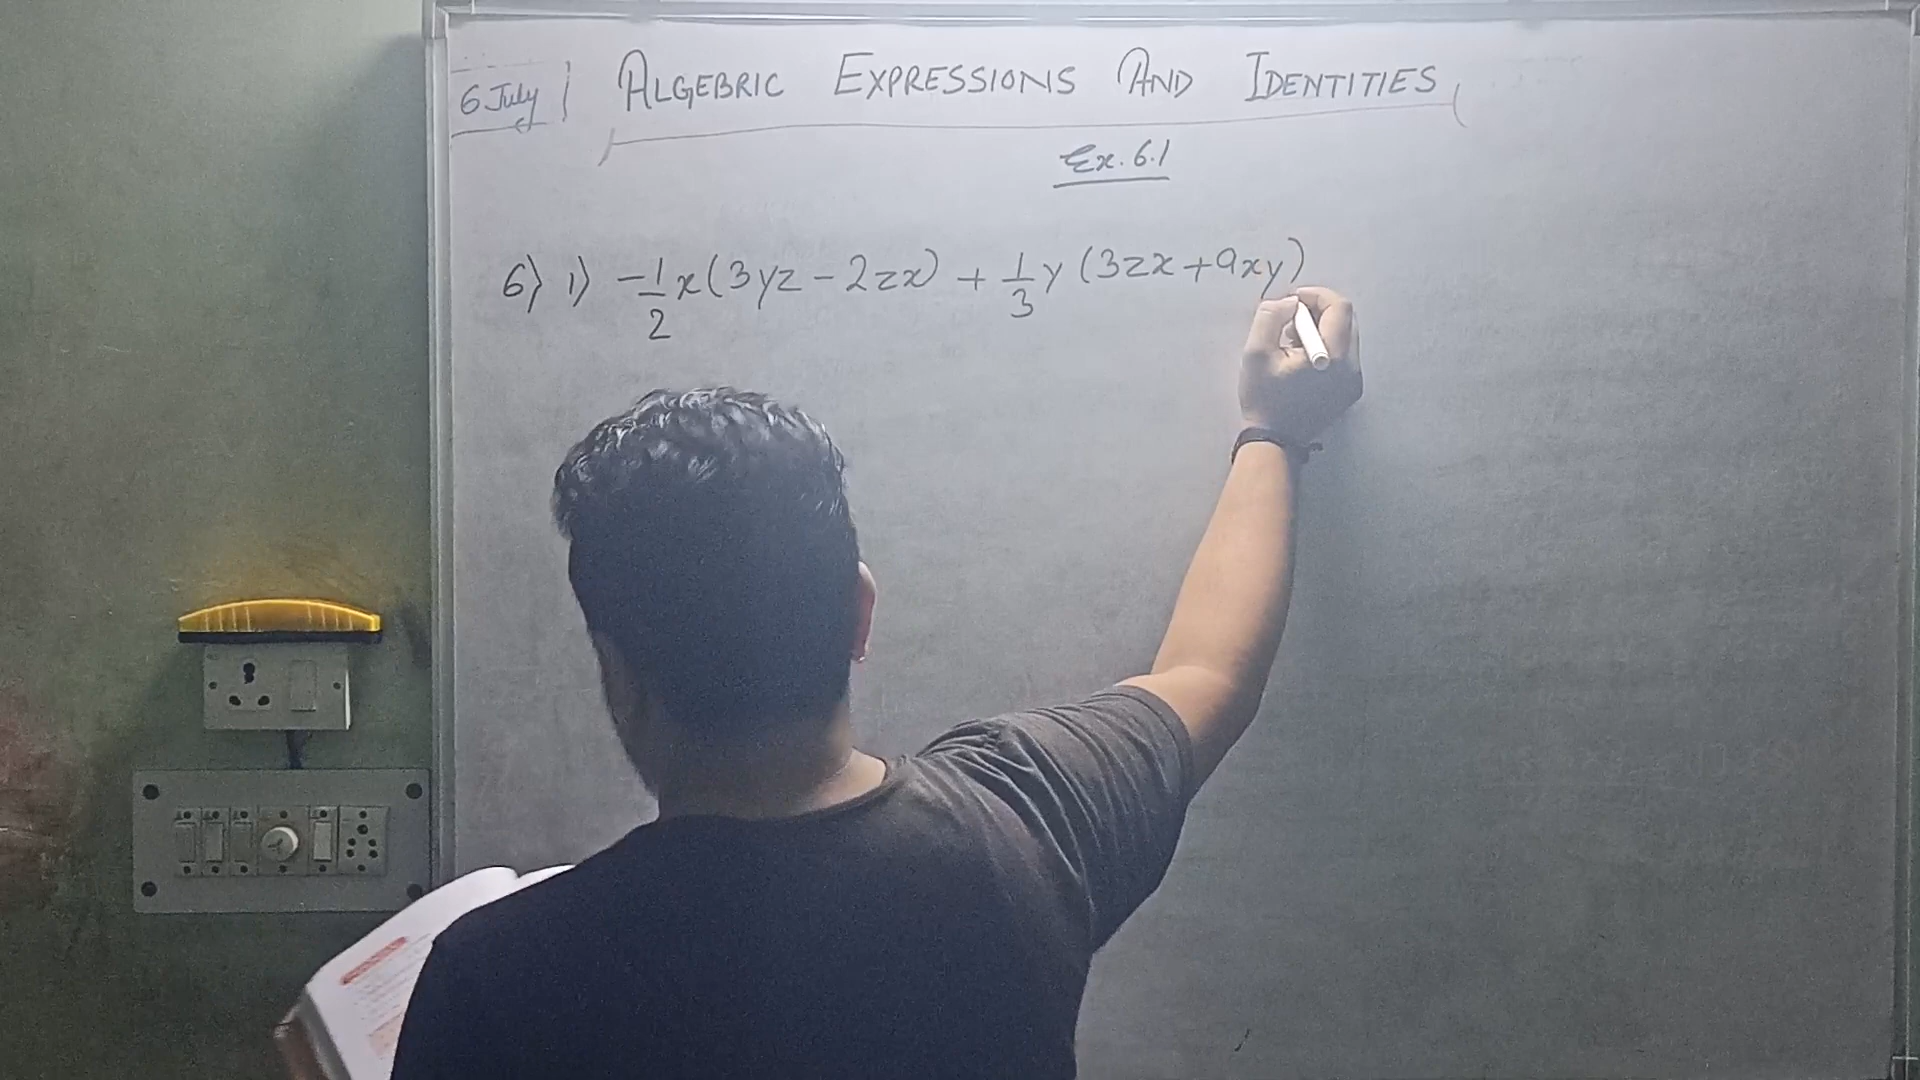 6 July ALGEBRIC EXPRESSIONS AND IDENTITIES
Ex. 6.1
6) 1) -1/2 x(3yz - 2zx) + 1/3 y (3zx + 9xy)